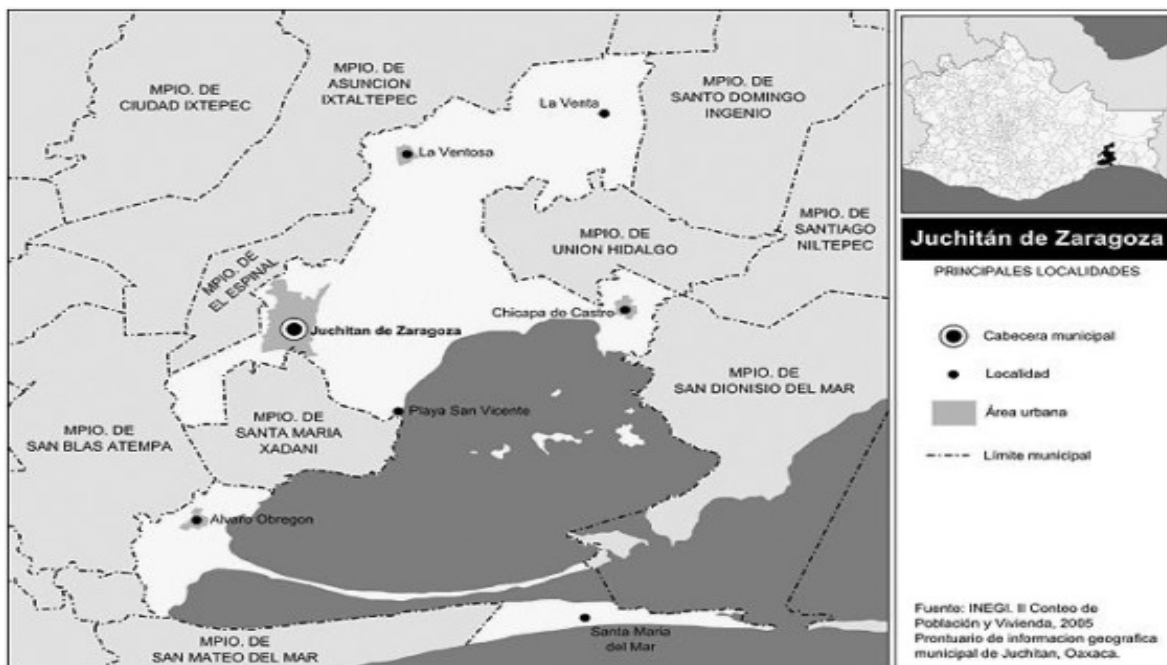 MPIO. DE
CIUDAD IXTEPEC
MPIO. DE
ASUNCION
IXTALTEPEC
La Venta
MPIO. DE
SANTO DOMINGO
INGENIO
La Ventosa
MPIO. DE
SANTIAGO
NILTEPEC
MPIO. DE
UNION HIDALGO
MPIO. DE
EL ESPINAL
Chicapa de Castro
Juchitan de Zaragoza
MPIO. DE
SAN DIONISIO DEL MAR
Playa San Vicente
MPIO. DE
SANTA MARIA
XADANI
MPIO. DE
SAN BLAS ATEMPA
Alvaro Obregon
Santa Maria
del Mar
MPIO. DE
SAN MATEO DEL MAR
Juchitán de Zaragoza
PRINCIPALES LOCALIDADES
Cabecera municipal
Localidad
Área urbana
Límite municipal
Fuente: INEGI. II Conteo de
Población y Vivienda, 2005
Prontuario de informacion geografica
municipal de Juchitan, Oaxaca.